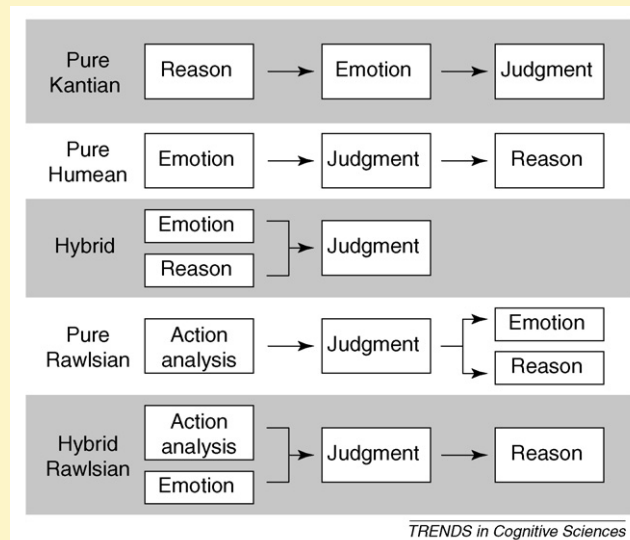 Pure
Kantian
Reason
Emotion
Judgment
Pure
Humean
Emotion
Judgment
Reason
Hybrid
Emotion
Reason
Judgment
Pure
Rawlsian
Action
analysis
Judgment
Emotion
Reason
Hybrid
Rawlsian
Action
analysis
Emotion
Judgment
Reason
TRENDS in Cognitive Sciences